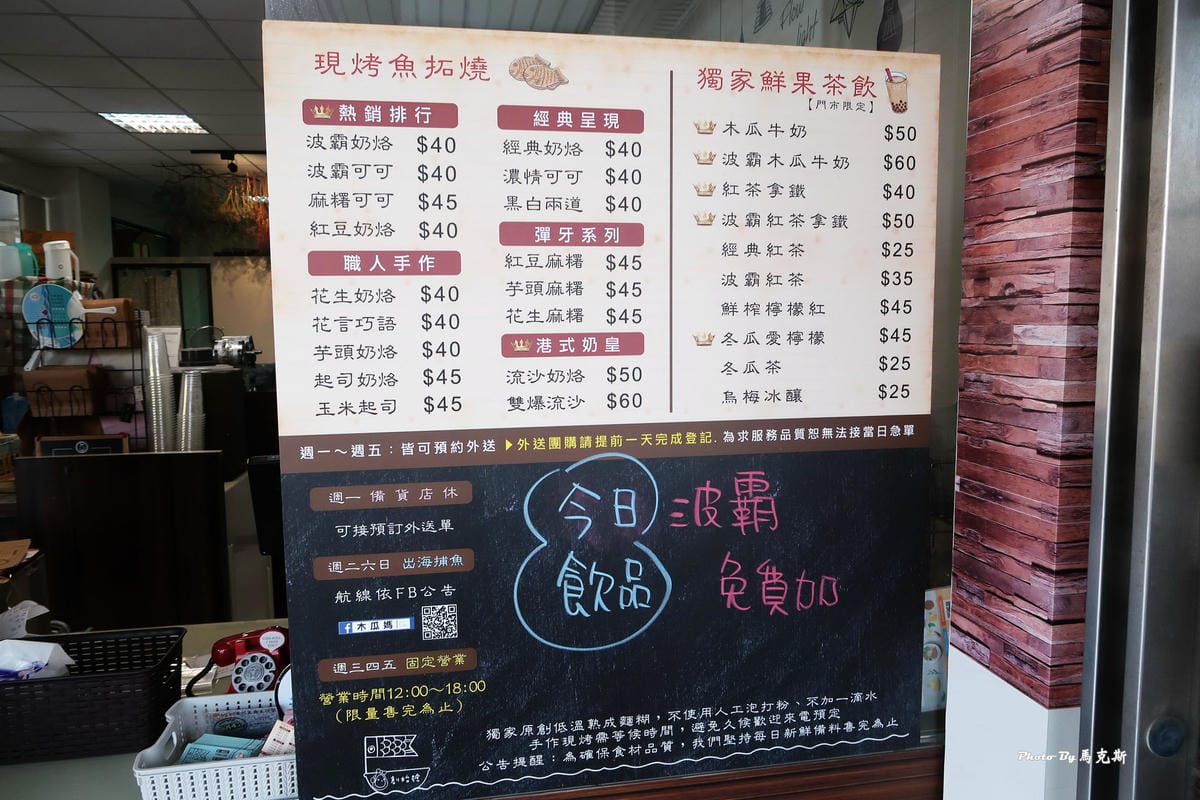 現烤魚拓燒
熱銷排行
波霸奶烙 $40
波霸可可 $40
麻糬可可 $45
紅豆奶烙 $40
職人手作
花生奶烙 $40
花言巧語 $40
芋頭奶烙 $40
起司奶烙 $45
玉米起司 $45
經典呈現
經典奶烙 $40
濃情可可 $40
黑白兩道 $40
彈牙系列
紅豆麻糬 $45
芋頭麻糬 $45
花生麻糬 $45
港式奶皇
流沙奶烙 $50
雙爆流沙 $60
獨家鮮果茶飲
【門市限定】
木瓜牛奶 $50
波霸木瓜牛奶 $60
紅茶拿鐵 $40
波霸紅茶拿鐵 $50
經典紅茶 $25
波霸紅茶 $35
鮮榨檸檬紅 $45
冬瓜愛檸檬 $45
冬瓜茶 $25
烏梅冰釀 $25
週一～週五：皆可預約外送 外送團購請提前一天完成登記. 為求服務品質恕無法接當日急單
週一 備貨店休
可接預訂外送單
週二六日 出海捕魚
航線依FB公告
f 木瓜媽
週三四五 固定營業
營業時間12:00～18:00
(限量售完為止)
今日
飲品
波霸
免費加
獨家原創低溫熟成麵糊，不使用人工泡打粉、不加一滴水
手作現烤需等候時間，避免久候歡迎來電預定
公告提醒：為確保食材品質，我們堅持每日新鮮備料售完為止
Flow
light
Photo By 馬克斯